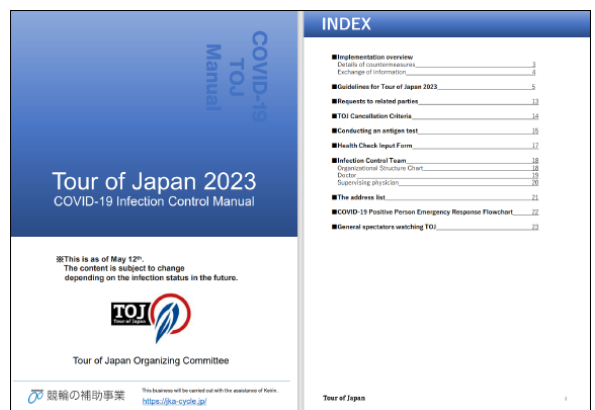 COVID-19
TOJ
Manual
Tour of Japan 2023
COVID-19 Infection Control Manual
※This is as of May 12th.
The content is subject to change
depending on the infection status in the future.
TOJ
Tour of Japan
Tour of Japan Organizing Committee
競輪の補助事業
This business will be carried out with the assistance of Keirin.
https://jka-cycle.jp/
INDEX
■Implementation overview
Details of countermeasures 3
Exchange of information 4
■Guidelines for Tour of Japan 2023 5
■Requests to related parties 13
■TOJ Cancellation Criteria 14
■Conducting an antigen test 15
■Health Check Input Form 17
■Infection Control Team 18
Organizational Structure Chart 18
Doctor 19
Supervising physician 20
■The address list 21
■COVID-19 Positive Person Emergency Response Flowchart 22
■General spectators watching TOJ 23
Tour of Japan